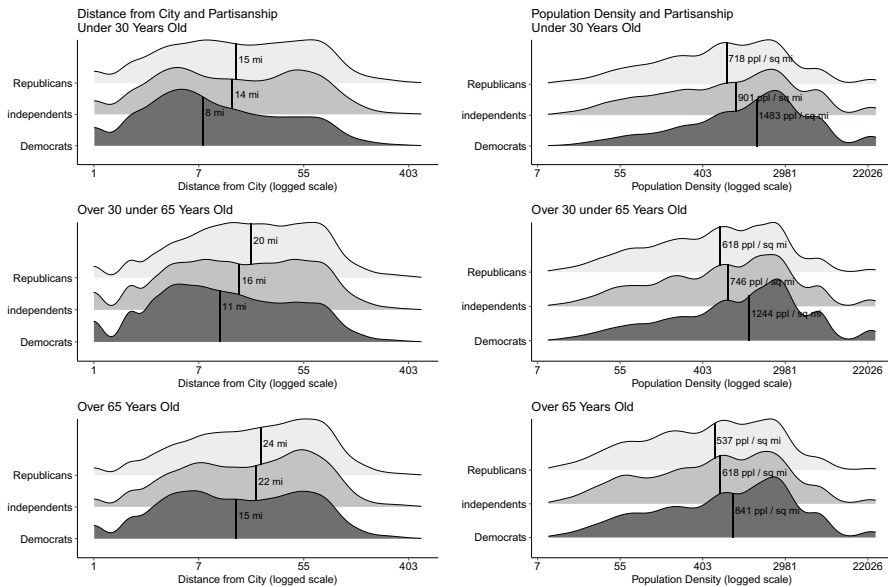 Distance from City and Partisanship
Under 30 Years Old
15 mi
Republicans
14 mi
independents
8 mi
Democrats
1 7 55 403
Distance from City (logged scale)
Population Density and Partisanship
Under 30 Years Old
718 ppl / sq mi
Republicans
901 ppl / sq mi
independents
1483 ppl / sq mi
Democrats
7 55 403 2981 22026
Population Density (logged scale)
Over 30 under 65 Years Old
20 mi
Republicans
16 mi
independents
11 mi
Democrats
1 7 55 403
Distance from City (logged scale)
Over 30 under 65 Years Old
618 ppl / sq mi
Republicans
746 ppl / sq mi
independents
1244 ppl / sq mi
Democrats
7 55 403 2981 22026
Population Density (logged scale)
Over 65 Years Old
24 mi
Republicans
22 mi
independents
15 mi
Democrats
1 7 55 403
Distance from City (logged scale)
Over 65 Years Old
537 ppl / sq mi
Republicans
618 ppl / sq mi
independents
841 ppl / sq mi
Democrats
7 55 403 2981 22026
Population Density (logged scale)